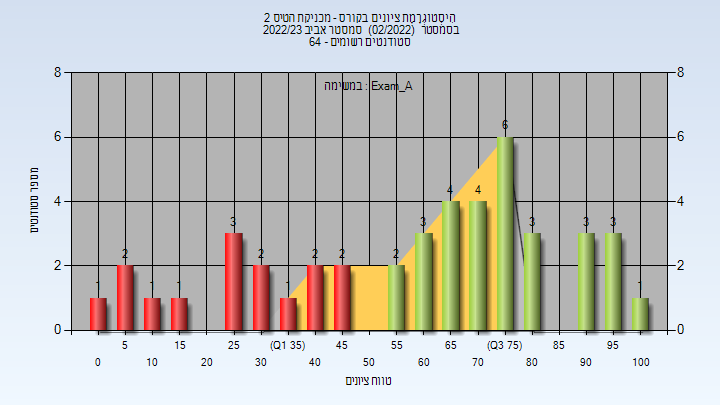 היסטוגרמת ציונים בקורס - מכניקת הטיס 2
בסמסטר (02/2022) סמסטר אביב 2022/23
סטודנטים רשומים - 64
במשימה : Exam_A
8 8
6 6
4 4
2 2
0 0
מספר סטודנטים
1 2 1 1 3 2 1 2 2 2 3 4 4 6 3 3 3 1
5 15 25 (Q1 35) 45 55 65 (Q3 75) 85 95
0 10 20 30 40 50 60 70 80 90 100
טווח ציונים